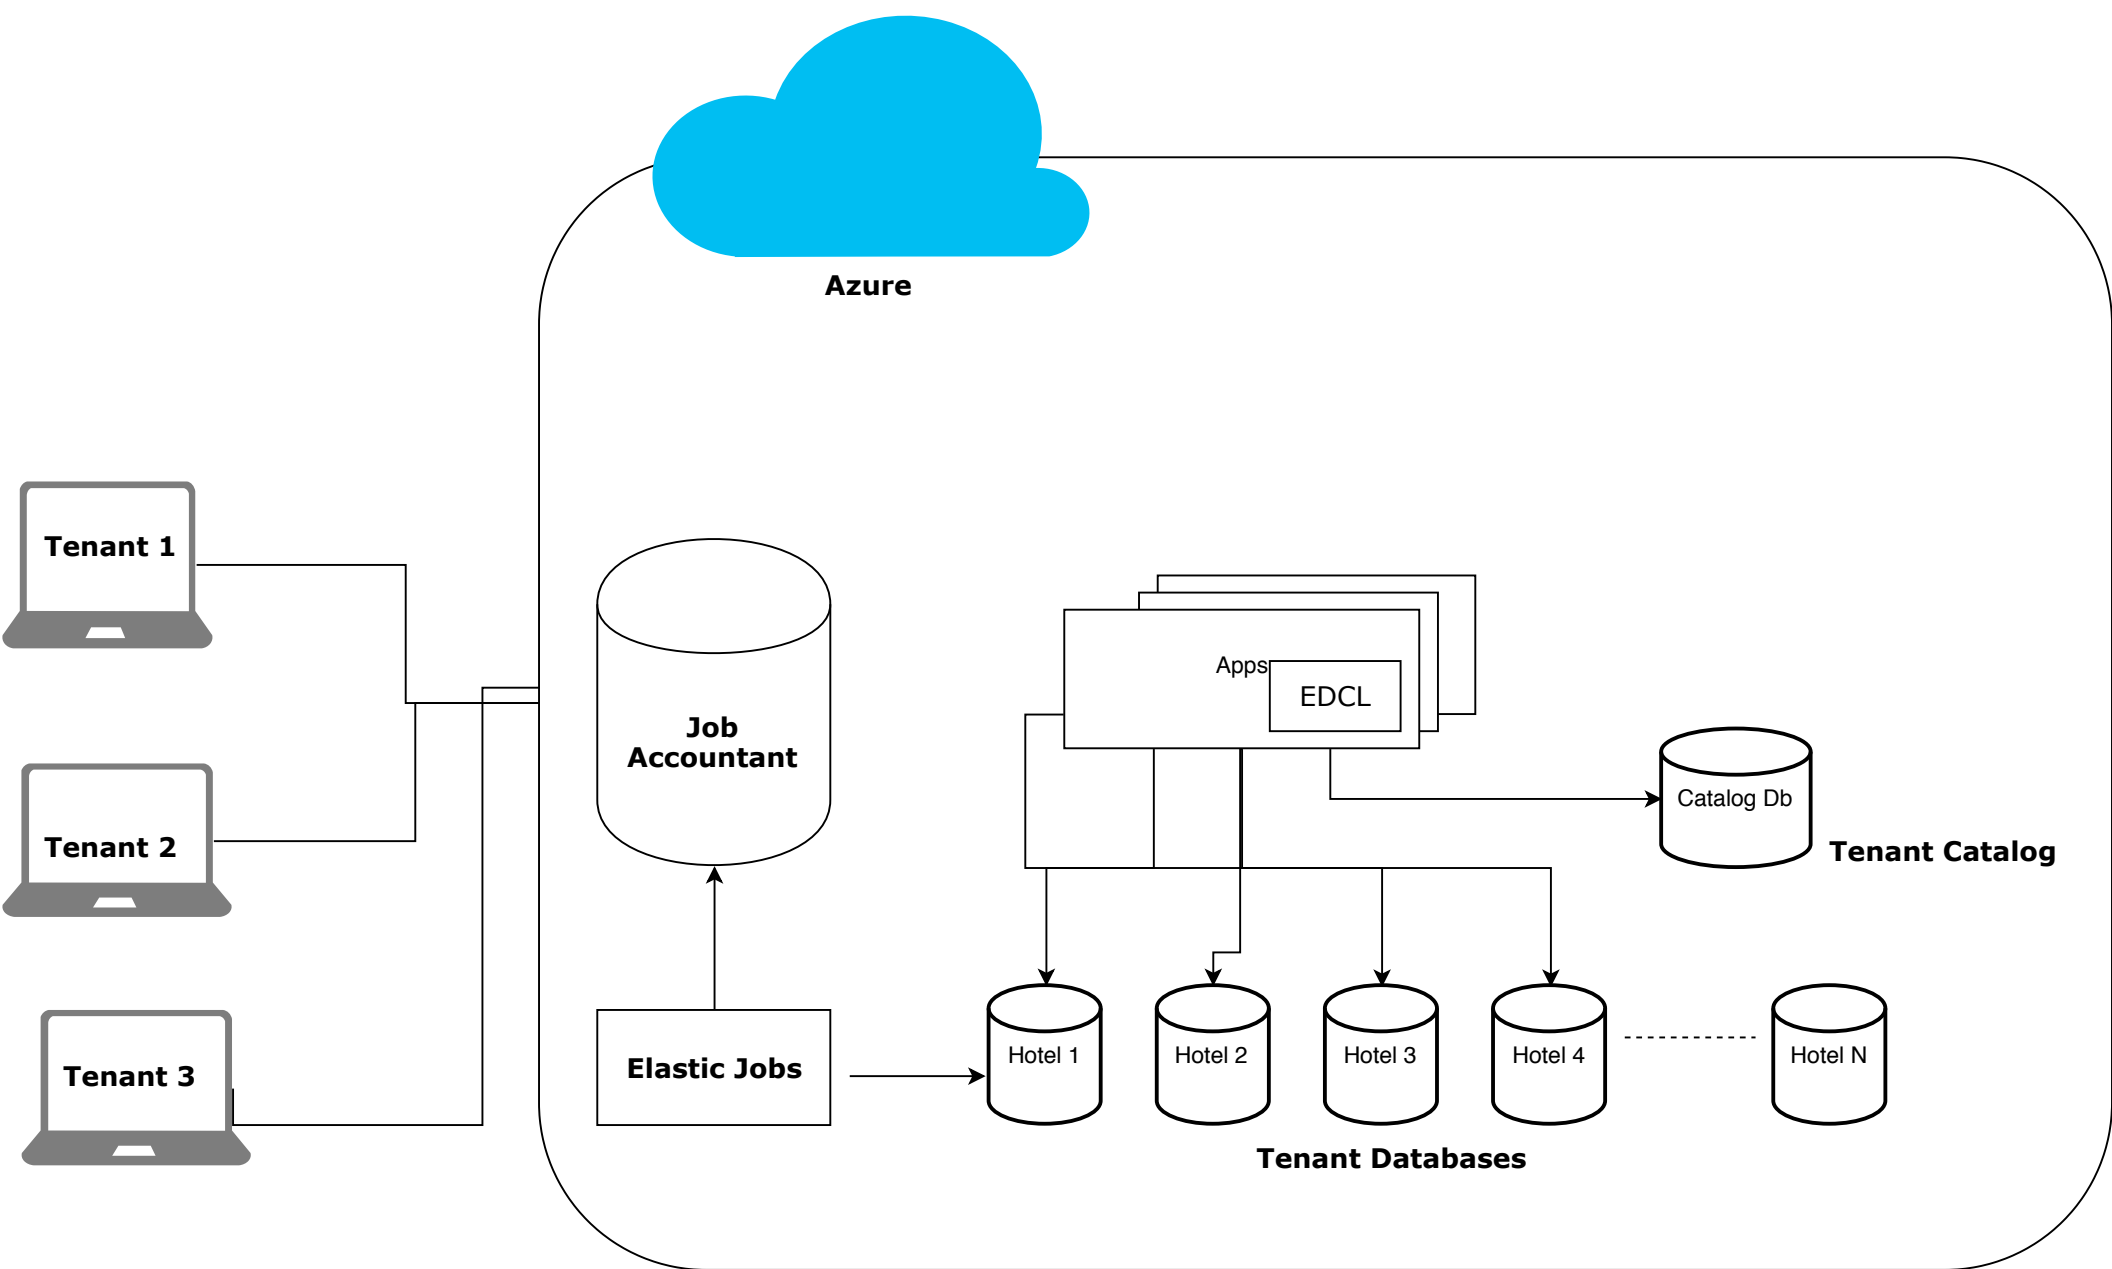 Azure
Tenant 1
Tenant 2
Tenant 3
Job
Accountant
Elastic Jobs
Apps
EDCL
Catalog Db
Tenant Catalog
Hotel 1
Hotel 2
Hotel 3
Hotel 4
Hotel N
Tenant Databases